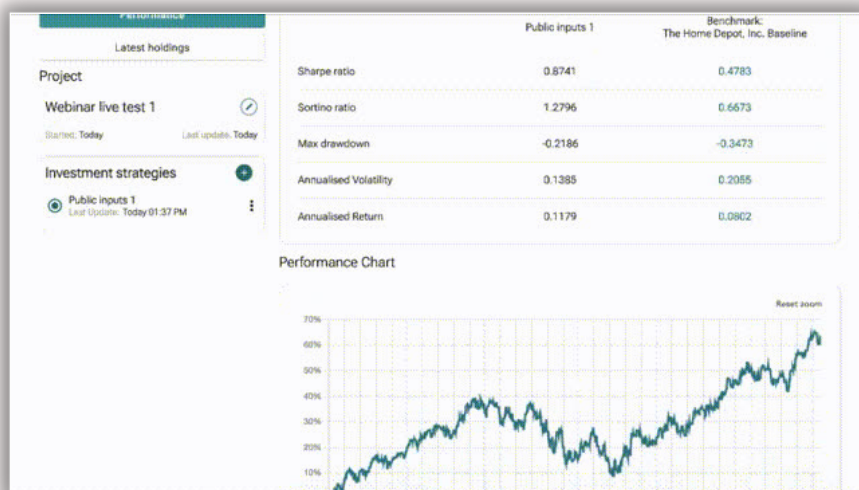 Performance
Latest holdings
Project
Webinar live test 1
Started: Today Last update: Today
Investment strategies
Public inputs 1
Last Update: Today 01:37 PM
Public inputs 1
Benchmark:
The Home Depot, Inc. Baseline
Sharpe ratio 0.8741 0.4783
Sortino ratio 1.2796 0.6673
Max drawdown -0.2186 -0.3473
Annualised Volatility 0.1385 0.2055
Annualised Return 0.1179 0.0802
Performance Chart
Reset zoom
70%
60%
50%
40%
30%
20%
10%